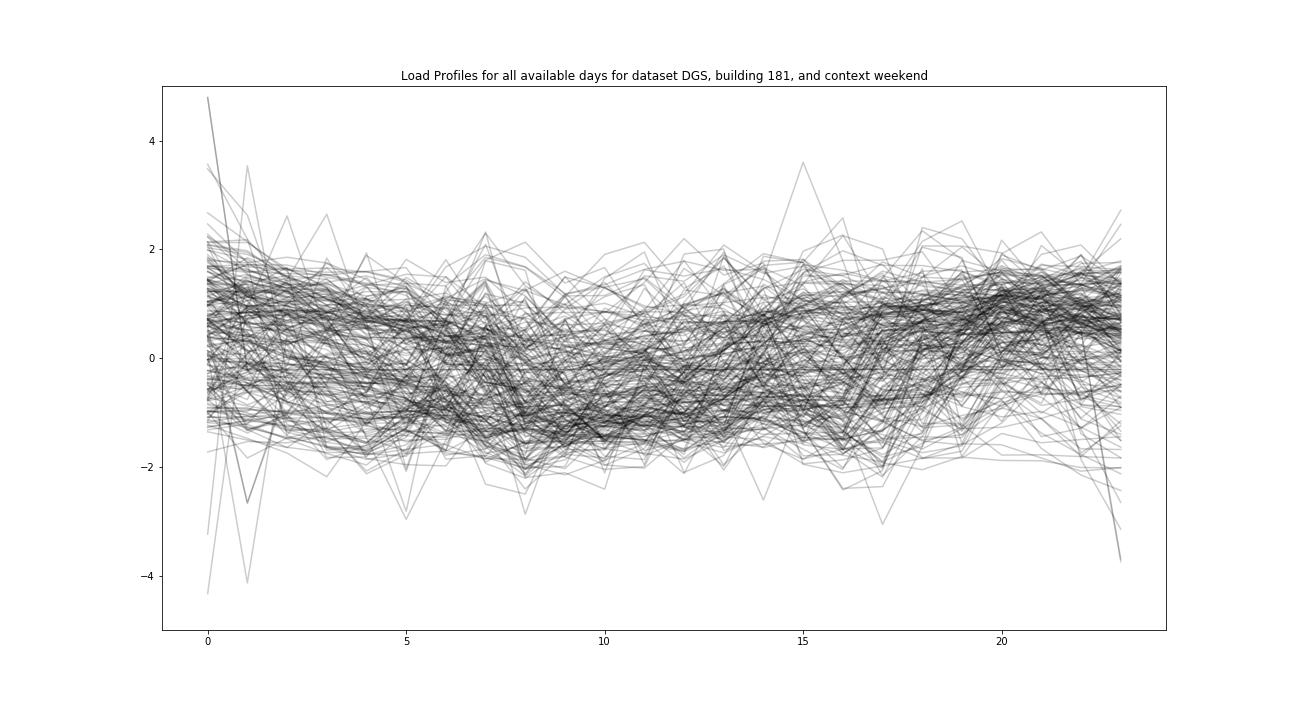 Load Profiles for all available days for dataset DGS, building 181, and context weekend
4
2
0
−2
−4
0 5 10 15 20